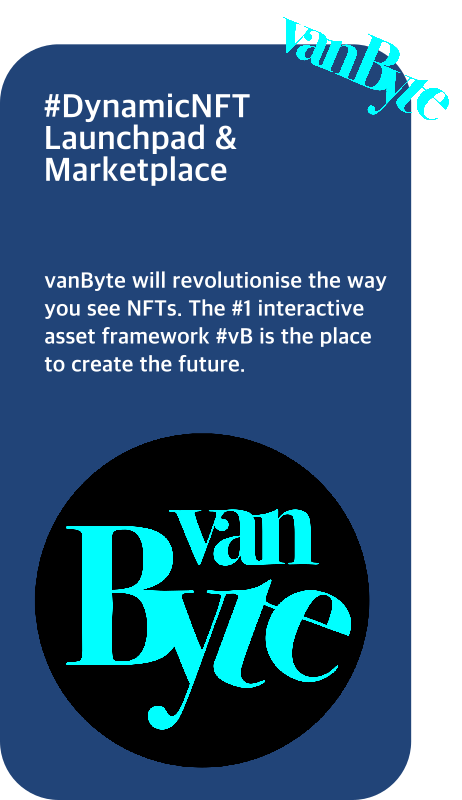 vanByte
#DynamicNFT
Launchpad &
Marketplace
vanByte will revolutionise the way
you see NFTs. The #1 interactive
asset framework #vB is the place
to create the future.
van
Byte